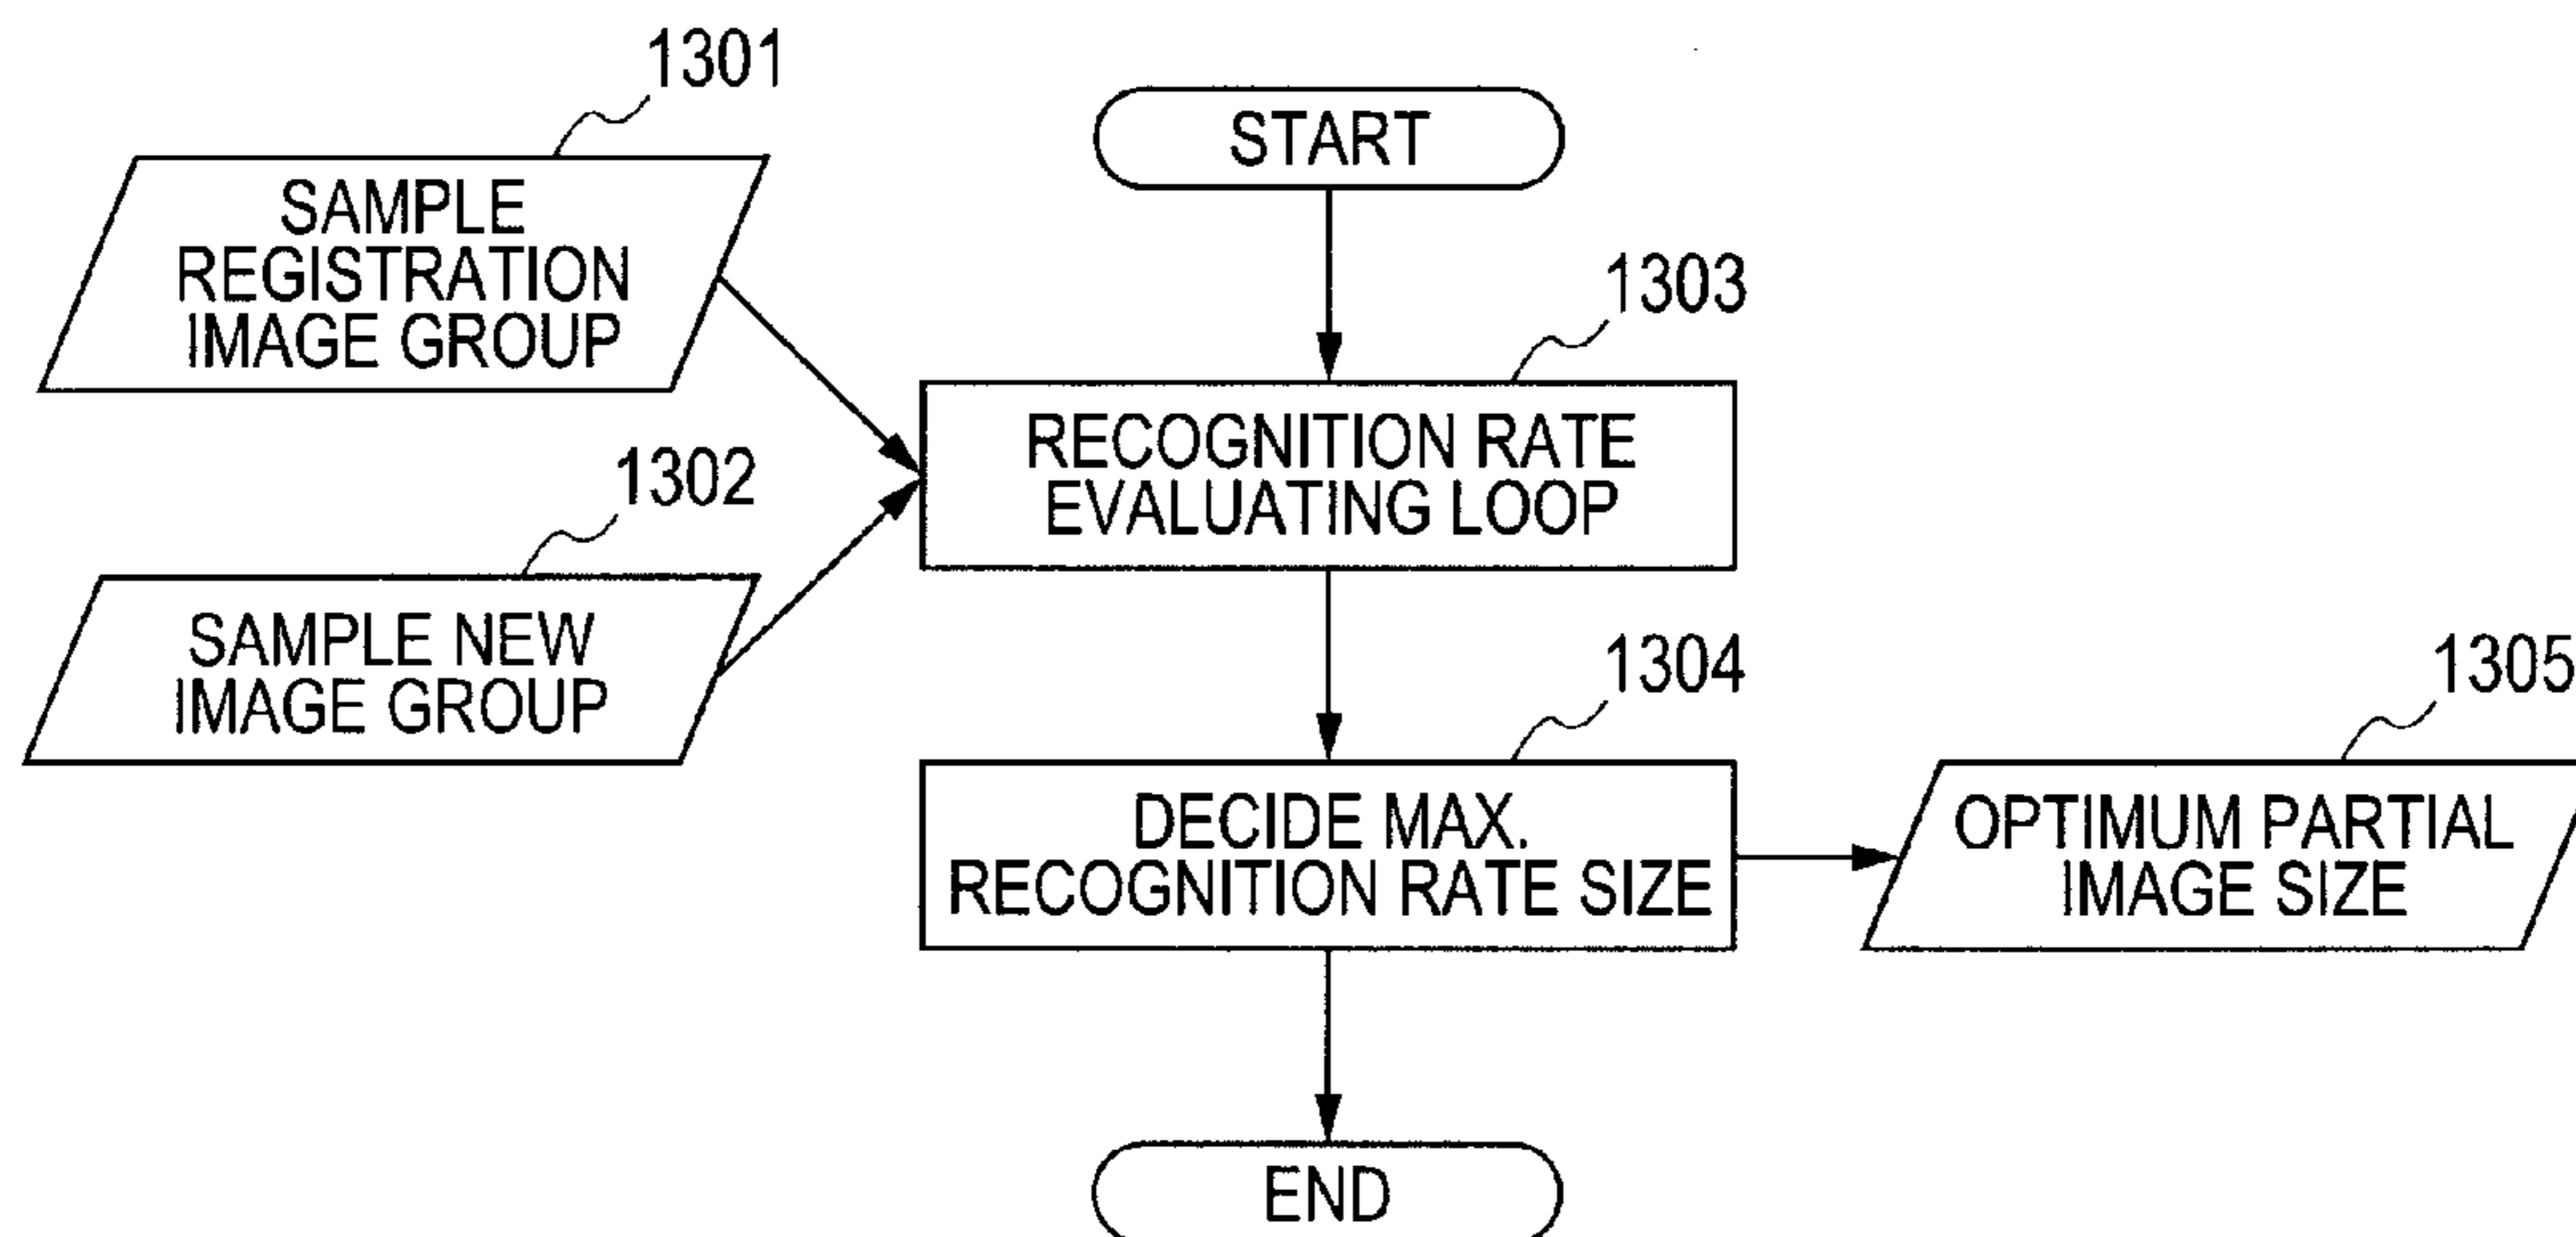 1301
START
SAMPLE
REGISTRATION
IMAGE GROUP
1303
RECOGNITION RATE
EVALUATING LOOP
1302
SAMPLE NEW
IMAGE GROUP
1304
1305
DECIDE MAX.
RECOGNITION RATE SIZE
OPTIMUM PARTIAL
IMAGE SIZE
END